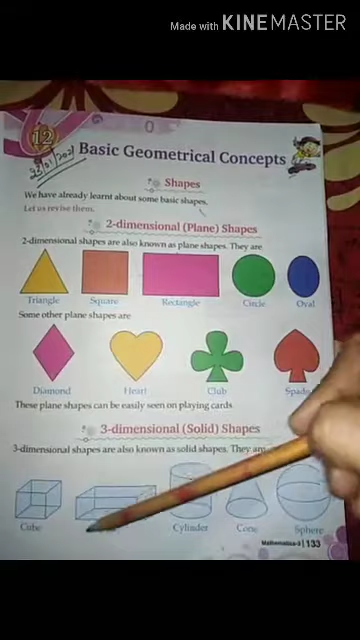 Made with KINEMASTER
12
Basic Geometrical Concepts
Shapes
We have already learnt about some basic shapes.
Let us revise them.
2-dimensional (Plane) Shapes
2-dimensional shapes are also known as plane shapes. They are
Triangle Square Rectangle Circle Oval
Some other plane shapes are
Diamond Heart Club Spade
These plane shapes can be easily seen on playing cards.
3-dimensional (Solid) Shapes
3-dimensional shapes are also known as solid shapes. They are
Cube Cylinder Cone Sphere
Mathematics-3 | 133